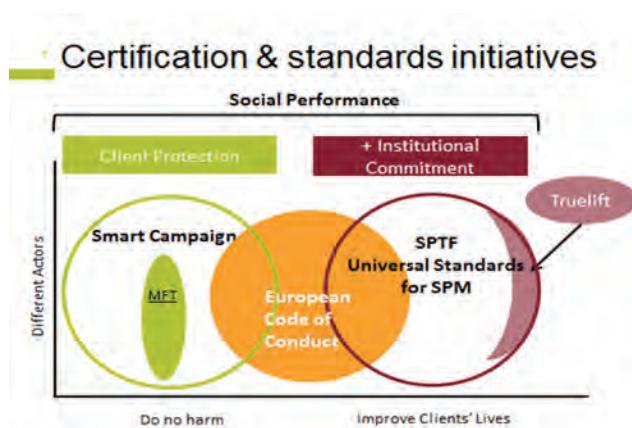 Certification & standards initiatives
Social Performance
Client Protection
+ Institutional
Commitment
Truelift
Smart Campaign
MFT
European
Code of
Conduct
SPTF
Universal Standards
for SPM
Different Actors
Do no harm
Improve Clients' Lives